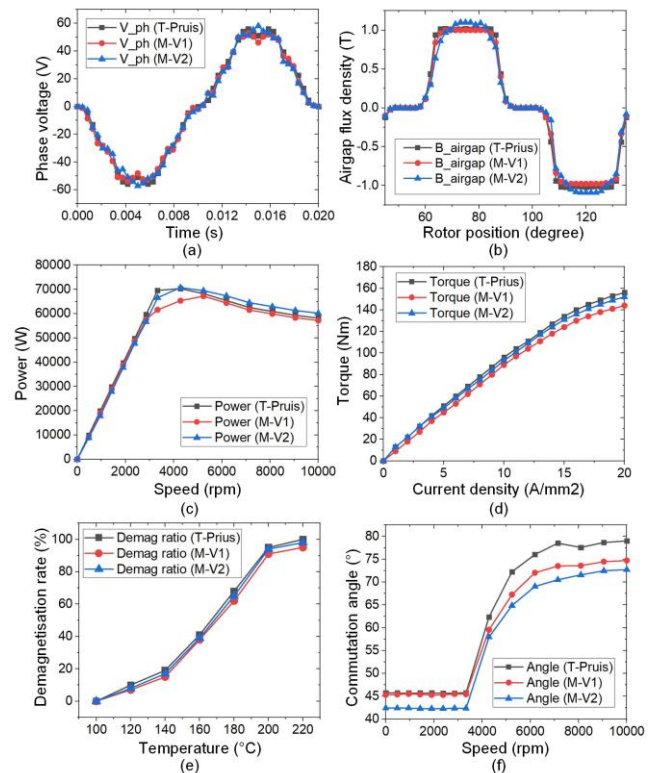 60
40
20
0
-20
-40
-60
Phase voltage (V)
V_ph (T-Pruis)
V_ph (M-V1)
V_ph (M-V2)
0.000 0.004 0.008 0.012 0.016 0.020
Time (s)
(a)
1.0
0.5
0.0
-0.5
-1.0
Airgap flux density (T)
B_airgap (T-Prius)
B_airgap (M-V1)
B_airgap (M-V2)
60 80 100 120
Rotor position (degree)
(b)
80000
70000
60000
50000
40000
30000
20000
10000
0
Power (W)
Power (T-Pruis)
Power (M-V1)
Power (M-V2)
0 2000 4000 6000 8000 10000
Speed (rpm)
(c)
180
160
140
120
100
80
60
40
20
0
Torque (Nm)
Torque (T-Prius)
Torque (M-V1)
Torque (M-V2)
0 5 10 15 20
Current density (A/mm2)
(d)
100
80
60
40
20
0
Demagnetisation rate (%)
Demag ratio (T-Prius)
Demag ratio (M-V1)
Demag ratio (M-V2)
100 120 140 160 180 200 220
Temperature (°C)
(e)
80
75
70
65
60
55
50
45
40
Commutation angle (°)
Angle (T-Pruis)
Angle (M-V1)
Angle (M-V2)
0 2000 4000 6000 8000 10000
Speed (rpm)
(f)